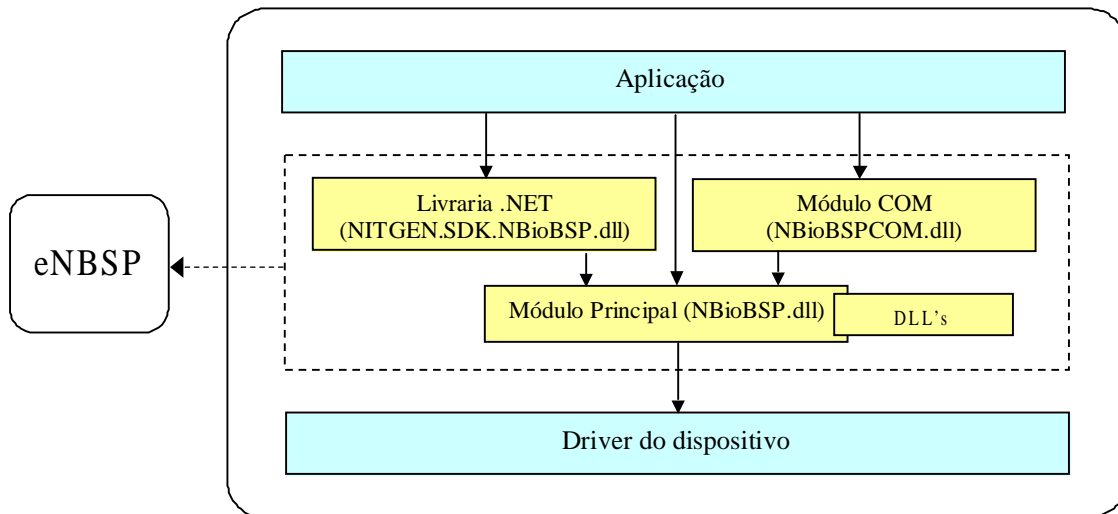 Aplicação
Livraria .NET
(NITGEN.SDK.NBioBSP.dll)
Módulo COM
(NBioBSPCOM.dll)
eNBSP
Módulo Principal (NBioBSP.dll)
DLL's
Driver do dispositivo